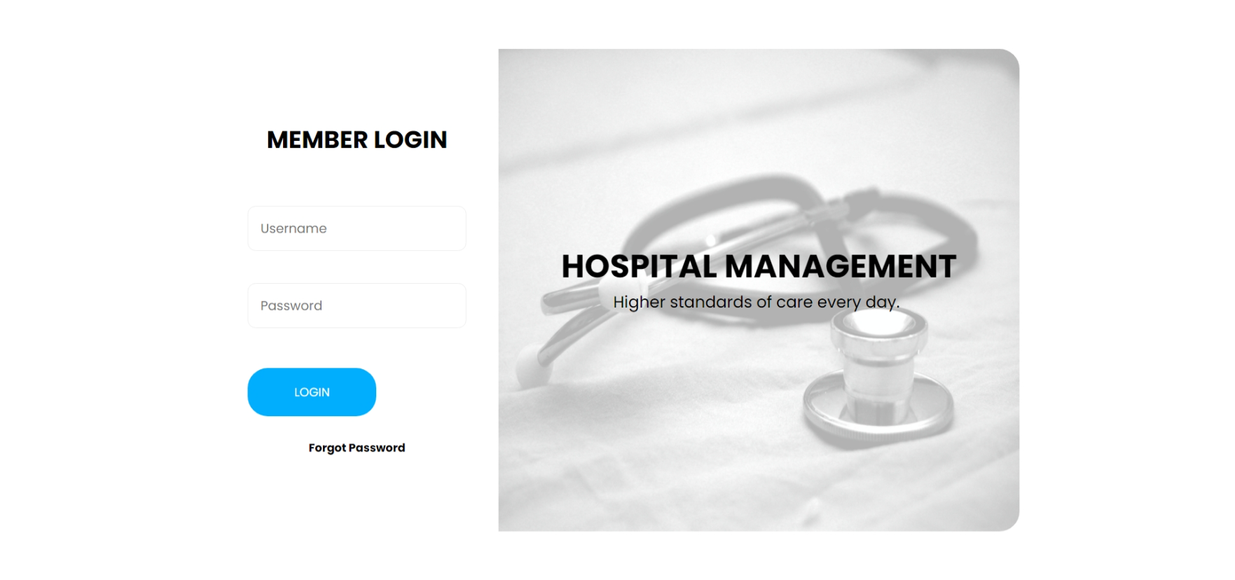 MEMBER LOGIN
Username
Password
LOGIN
Forgot Password
HOSPITAL MANAGEMENT
Higher standards of care every day.